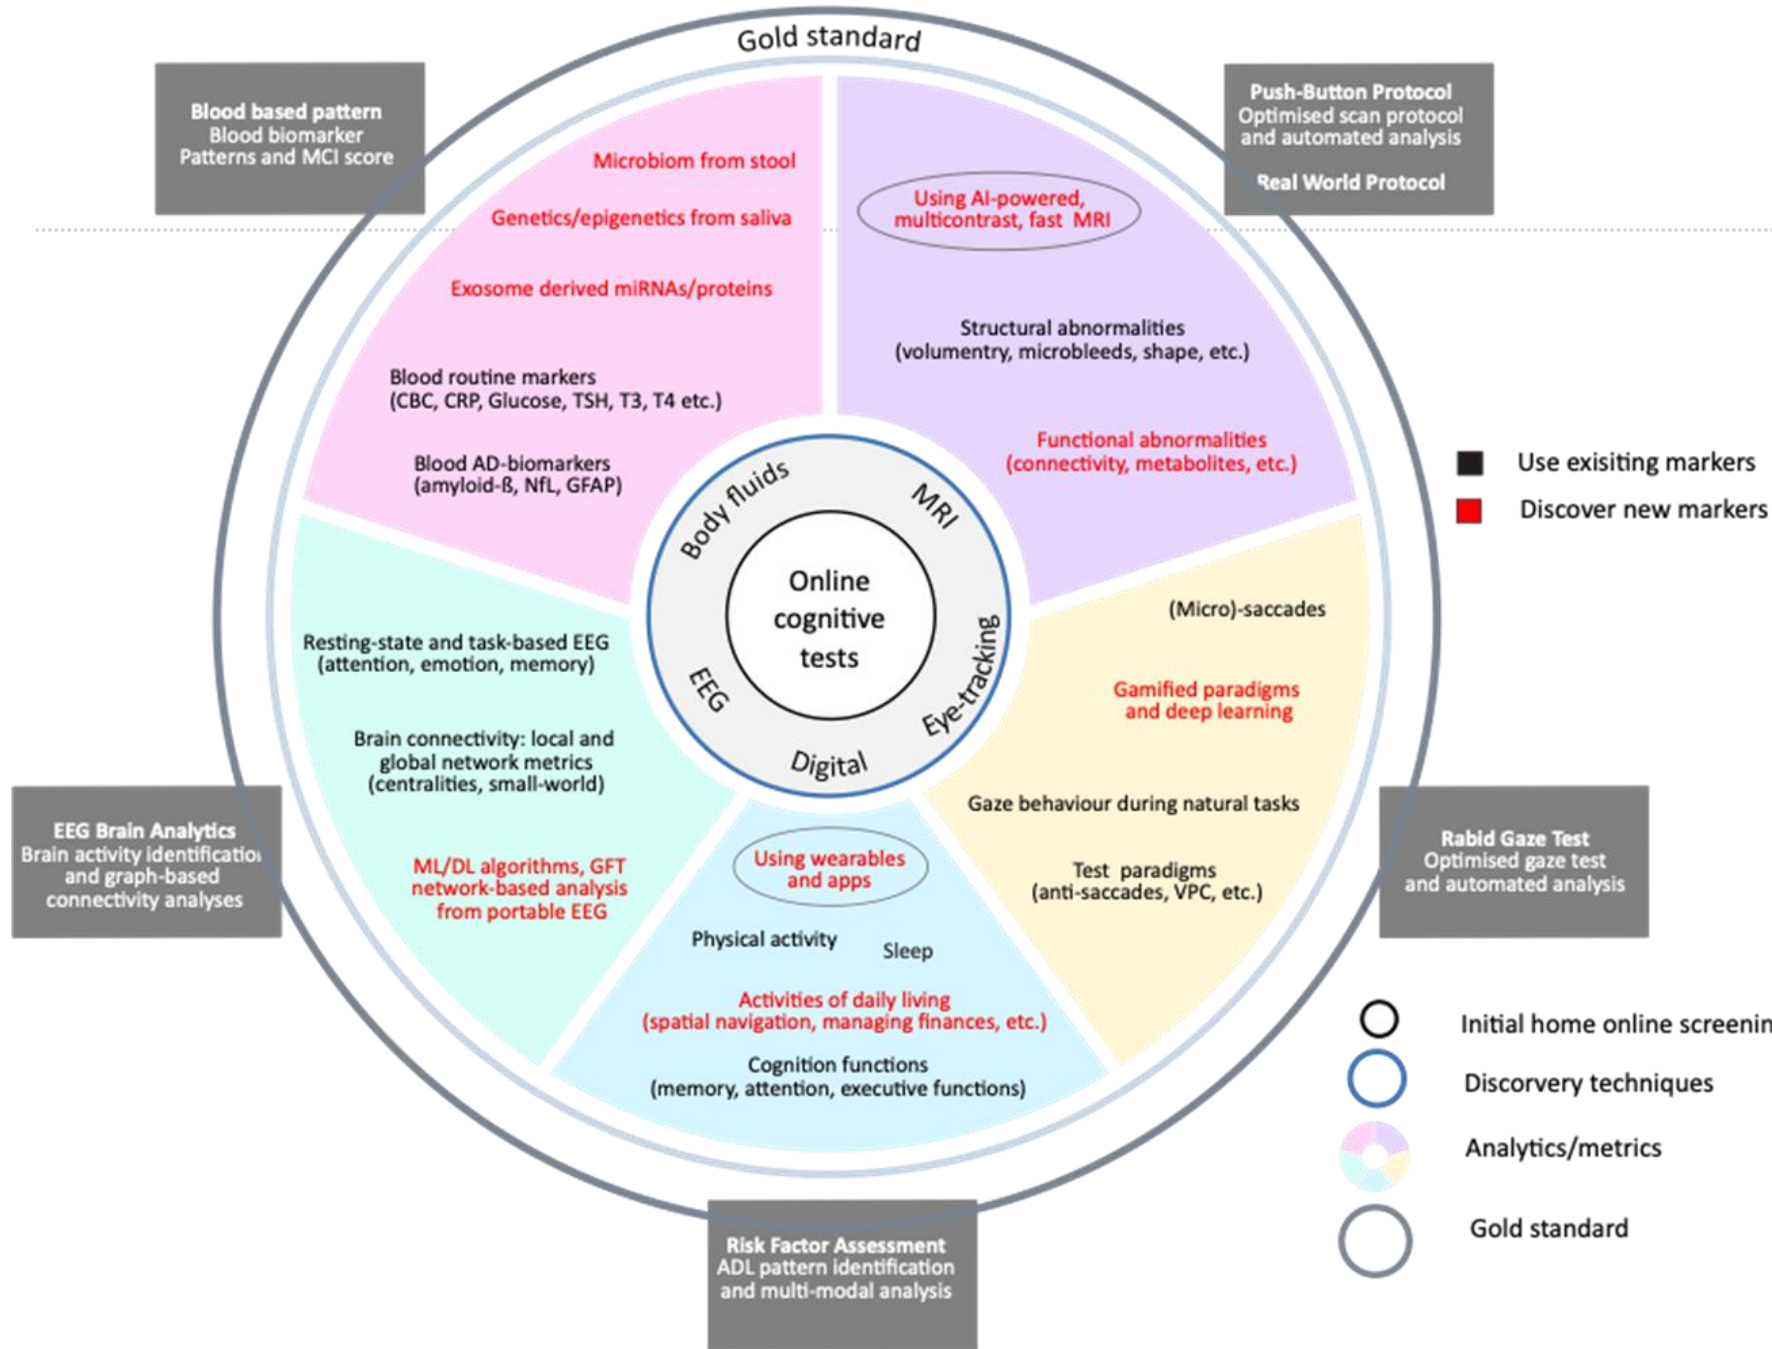 Gold standard
Blood based pattern
Blood biomarker
Patterns and MCI score
Push-Button Protocol
Optimised scan protocol
and automated analysis
Real World Protocol
Microbiom from stool
Genetics/epigenetics from saliva
Exosome derived miRNAs/proteins
Blood routine markers
(CBC, CRP, Glucose, TSH, T3, T4 etc.)
Blood AD-biomarkers
(amyloid-ß, NfL, GFAP)
Using AI-powered,
multicontrast, fast MRI
Structural abnormalities
(volumentry, microbleeds, shape, etc.)
Functional abnormalities
(connectivity, metabolites, etc.)
Use exisiting markers
Discover new markers
Body fluids
MRI
Eye-tracking
Digital
EEG
Online
cognitive
tests
(Micro)-saccades
Gamified paradigms
and deep learning
Gaze behaviour during natural tasks
Test paradigms
(anti-saccades, VPC, etc.)
Resting-state and task-based EEG
(attention, emotion, memory)
Brain connectivity: local and
global network metrics
(centralities, small-world)
ML/DL algorithms, GFT
network-based analysis
from portable EEG
Using wearables
and apps
Physical activity
Sleep
Activities of daily living
(spatial navigation, managing finances, etc.)
Cognition functions
(memory, attention, executive functions)
EEG Brain Analytics
Brain activity identification
and graph-based
connectivity analyses
Rabid Gaze Test
Optimised gaze test
and automated analysis
Risk Factor Assessment
ADL pattern identification
and multi-modal analysis
Initial home online screenin
Discorvery techniques
Analytics/metrics
Gold standard